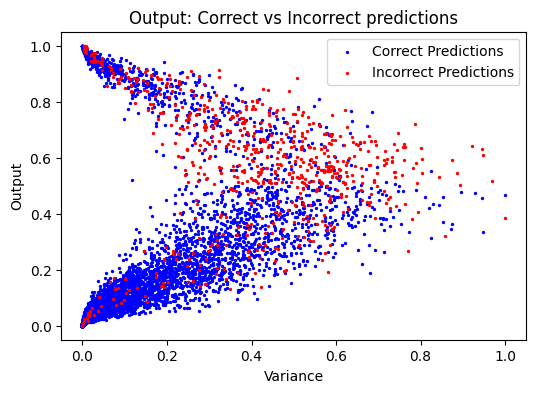 Output: Correct vs Incorrect predictions
Correct Predictions
Incorrect Predictions
Output
1.0
0.8
0.6
0.4
0.2
0.0
0.0 0.2 0.4 0.6 0.8 1.0
Variance